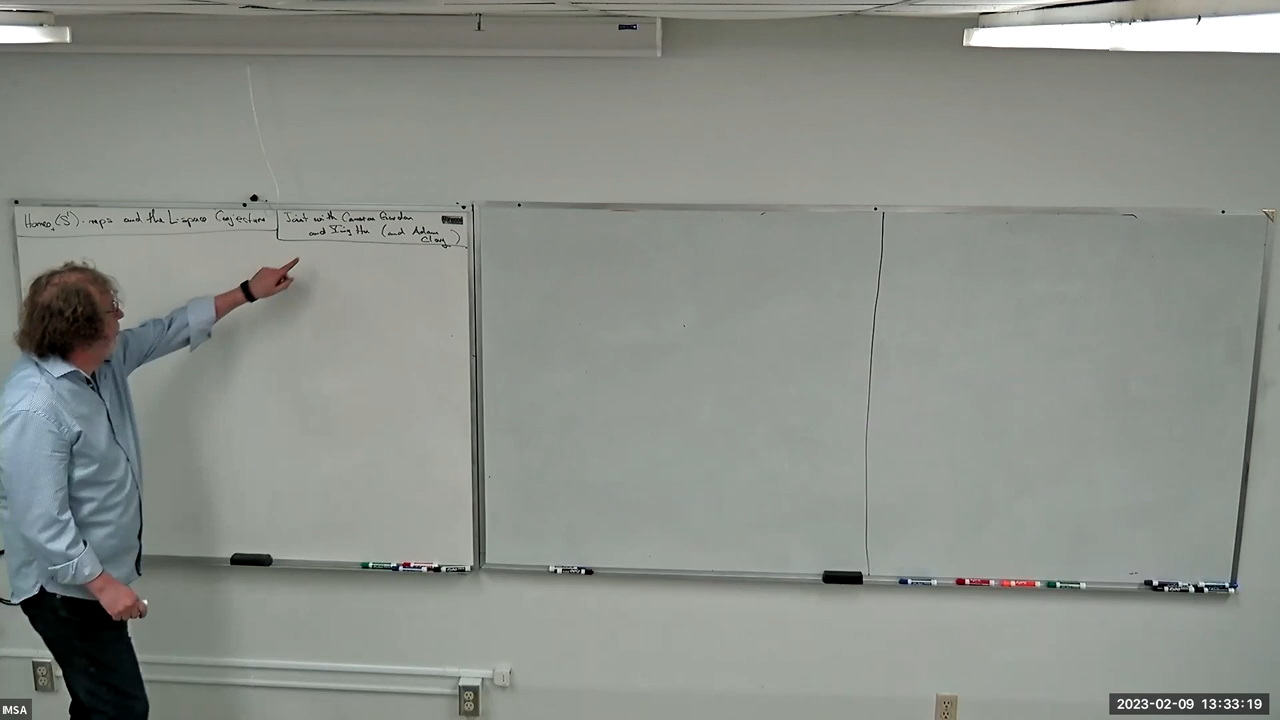 Homeo₊(S¹)-reps and the L-space Conjecture
Joint with Cameron Gordon
and Ying Hu (and Adam
Clay)
IMSA
2023-02-09 13:33:19